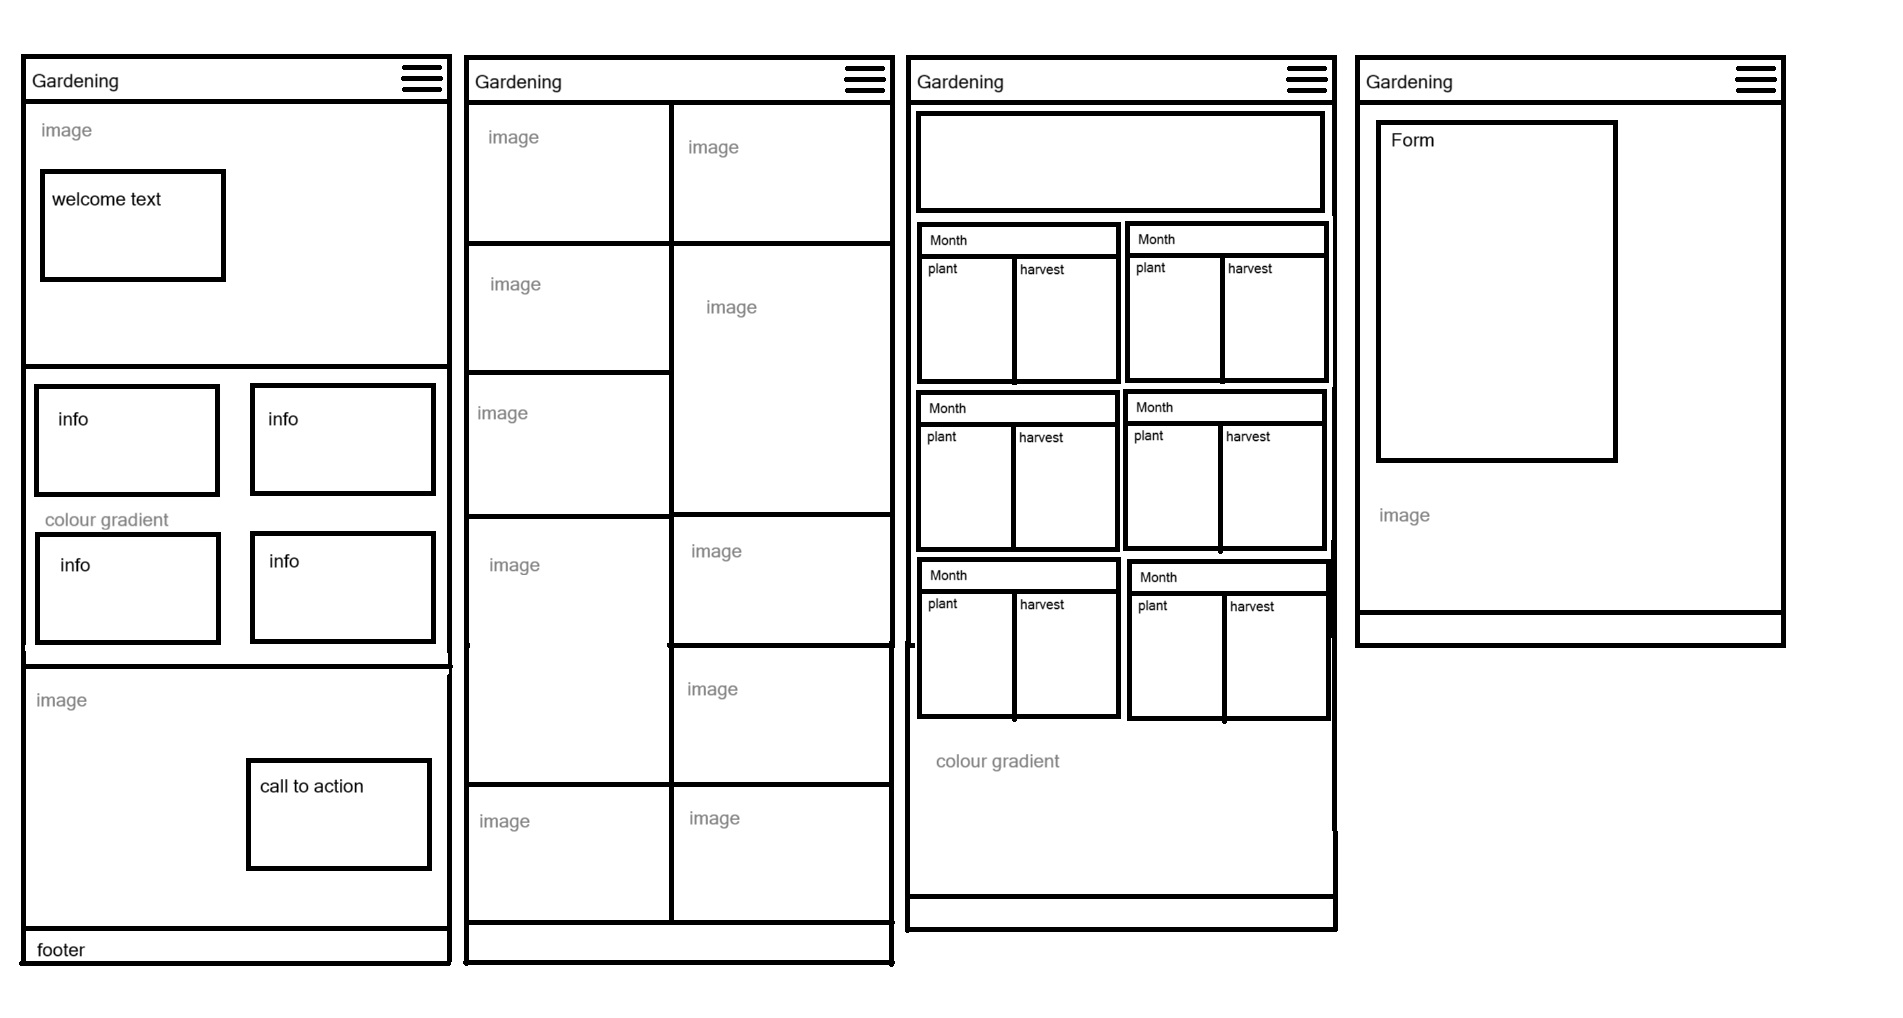 Gardening
image
welcome text
info
info
colour gradient
info
info
image
call to action
footer
Gardening
image
image
image
image
image
image
image
image
image
image
Gardening
Month
plant
harvest
Month
plant
harvest
Month
plant
harvest
Month
plant
harvest
Month
plant
harvest
Month
plant
harvest
colour gradient
Gardening
Form
image